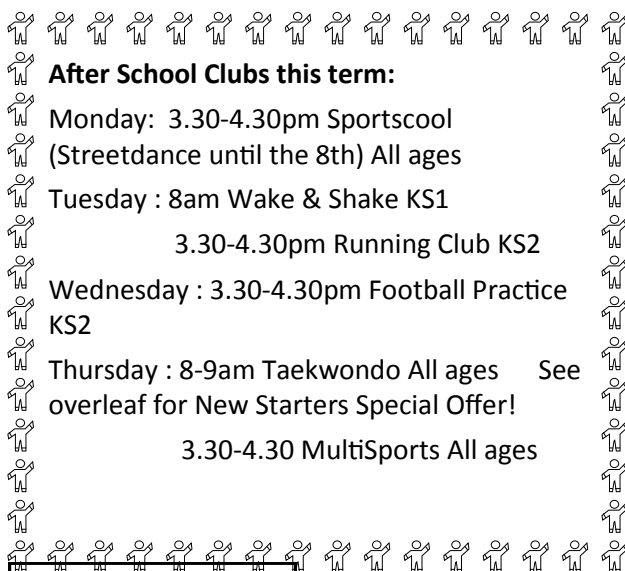 After School Clubs this term:
Monday: 3.30-4.30pm Sportscool
(Streetdance until the 8th) All ages
Tuesday : 8am Wake & Shake KS1
3.30-4.30pm Running Club KS2
Wednesday : 3.30-4.30pm Football Practice
KS2
Thursday : 8-9am Taekwondo All ages See
overleaf for New Starters Special Offer!
3.30-4.30 MultiSports All ages